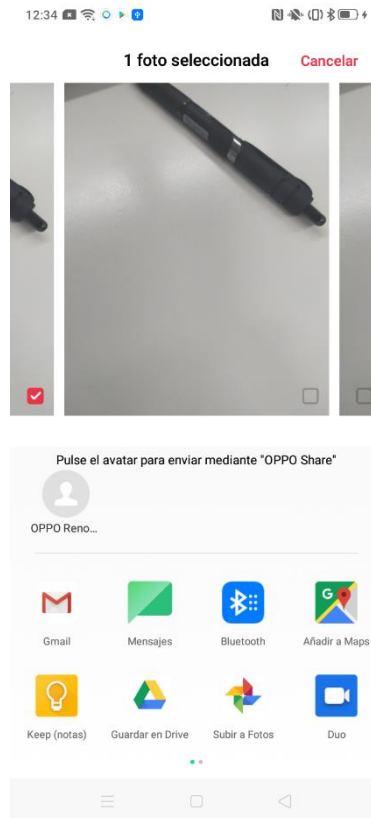 12:34
1 foto seleccionada Cancelar
Pulse el avatar para enviar mediante "OPPO Share"
OPPO Reno...
Gmail Mensajes Bluetooth Añadir a Maps
Keep (notas) Guardar en Drive Subir a Fotos Duo